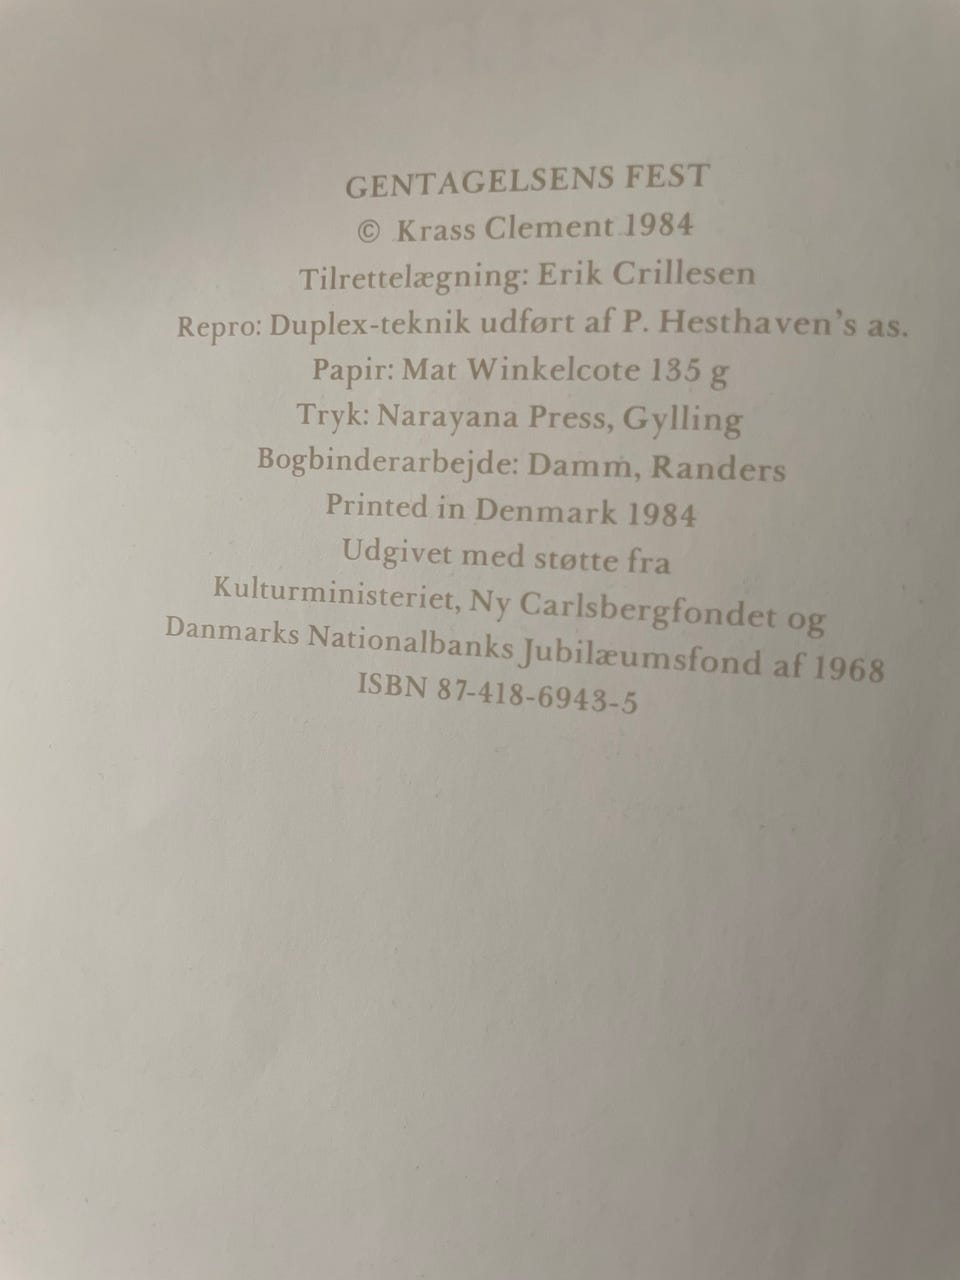 GENTAGELSENS FEST
© Krass Clement 1984
Tilrettelægning: Erik Crillesen
Repro: Duplex-teknik udført af P. Hesthaven's as.
Papir: Mat Winkelcote 135 g
Tryk: Narayana Press, Gylling
Bogbinderarbejde: Damm, Randers
Printed in Denmark 1984
Udgivet med støtte fra
Kulturministeriet, Ny Carlsbergfondet og
Danmarks Nationalbanks Jubilæumsfond af 1968
ISBN 87-418-6943-5